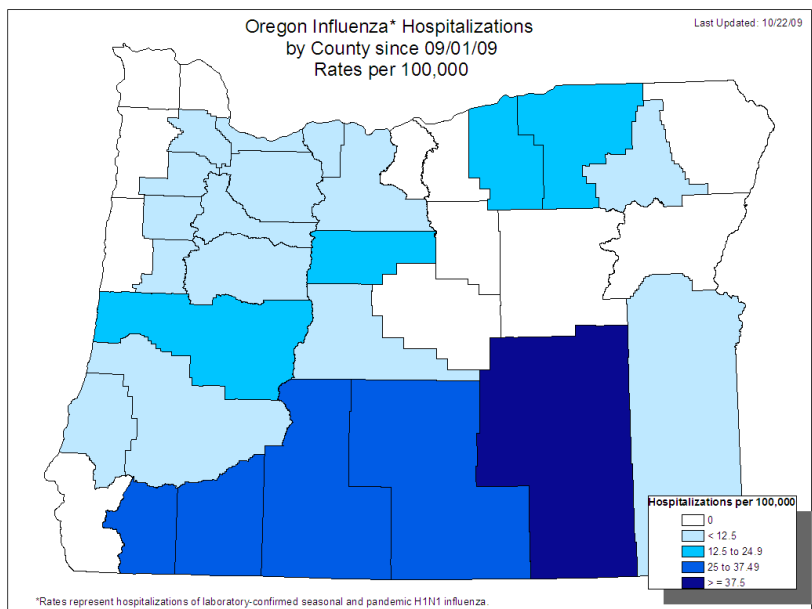 Oregon Influenza* Hospitalizations
by County since 09/01/09
Rates per 100,000
Last Updated: 10/22/09
Hospitalizations per 100,000
0
< 12.5
12.5 to 24.9
25 to 37.49
> = 37.5
*Rates represent hospitalizations of laboratory-confirmed seasonal and pandemic H1N1 influenza.